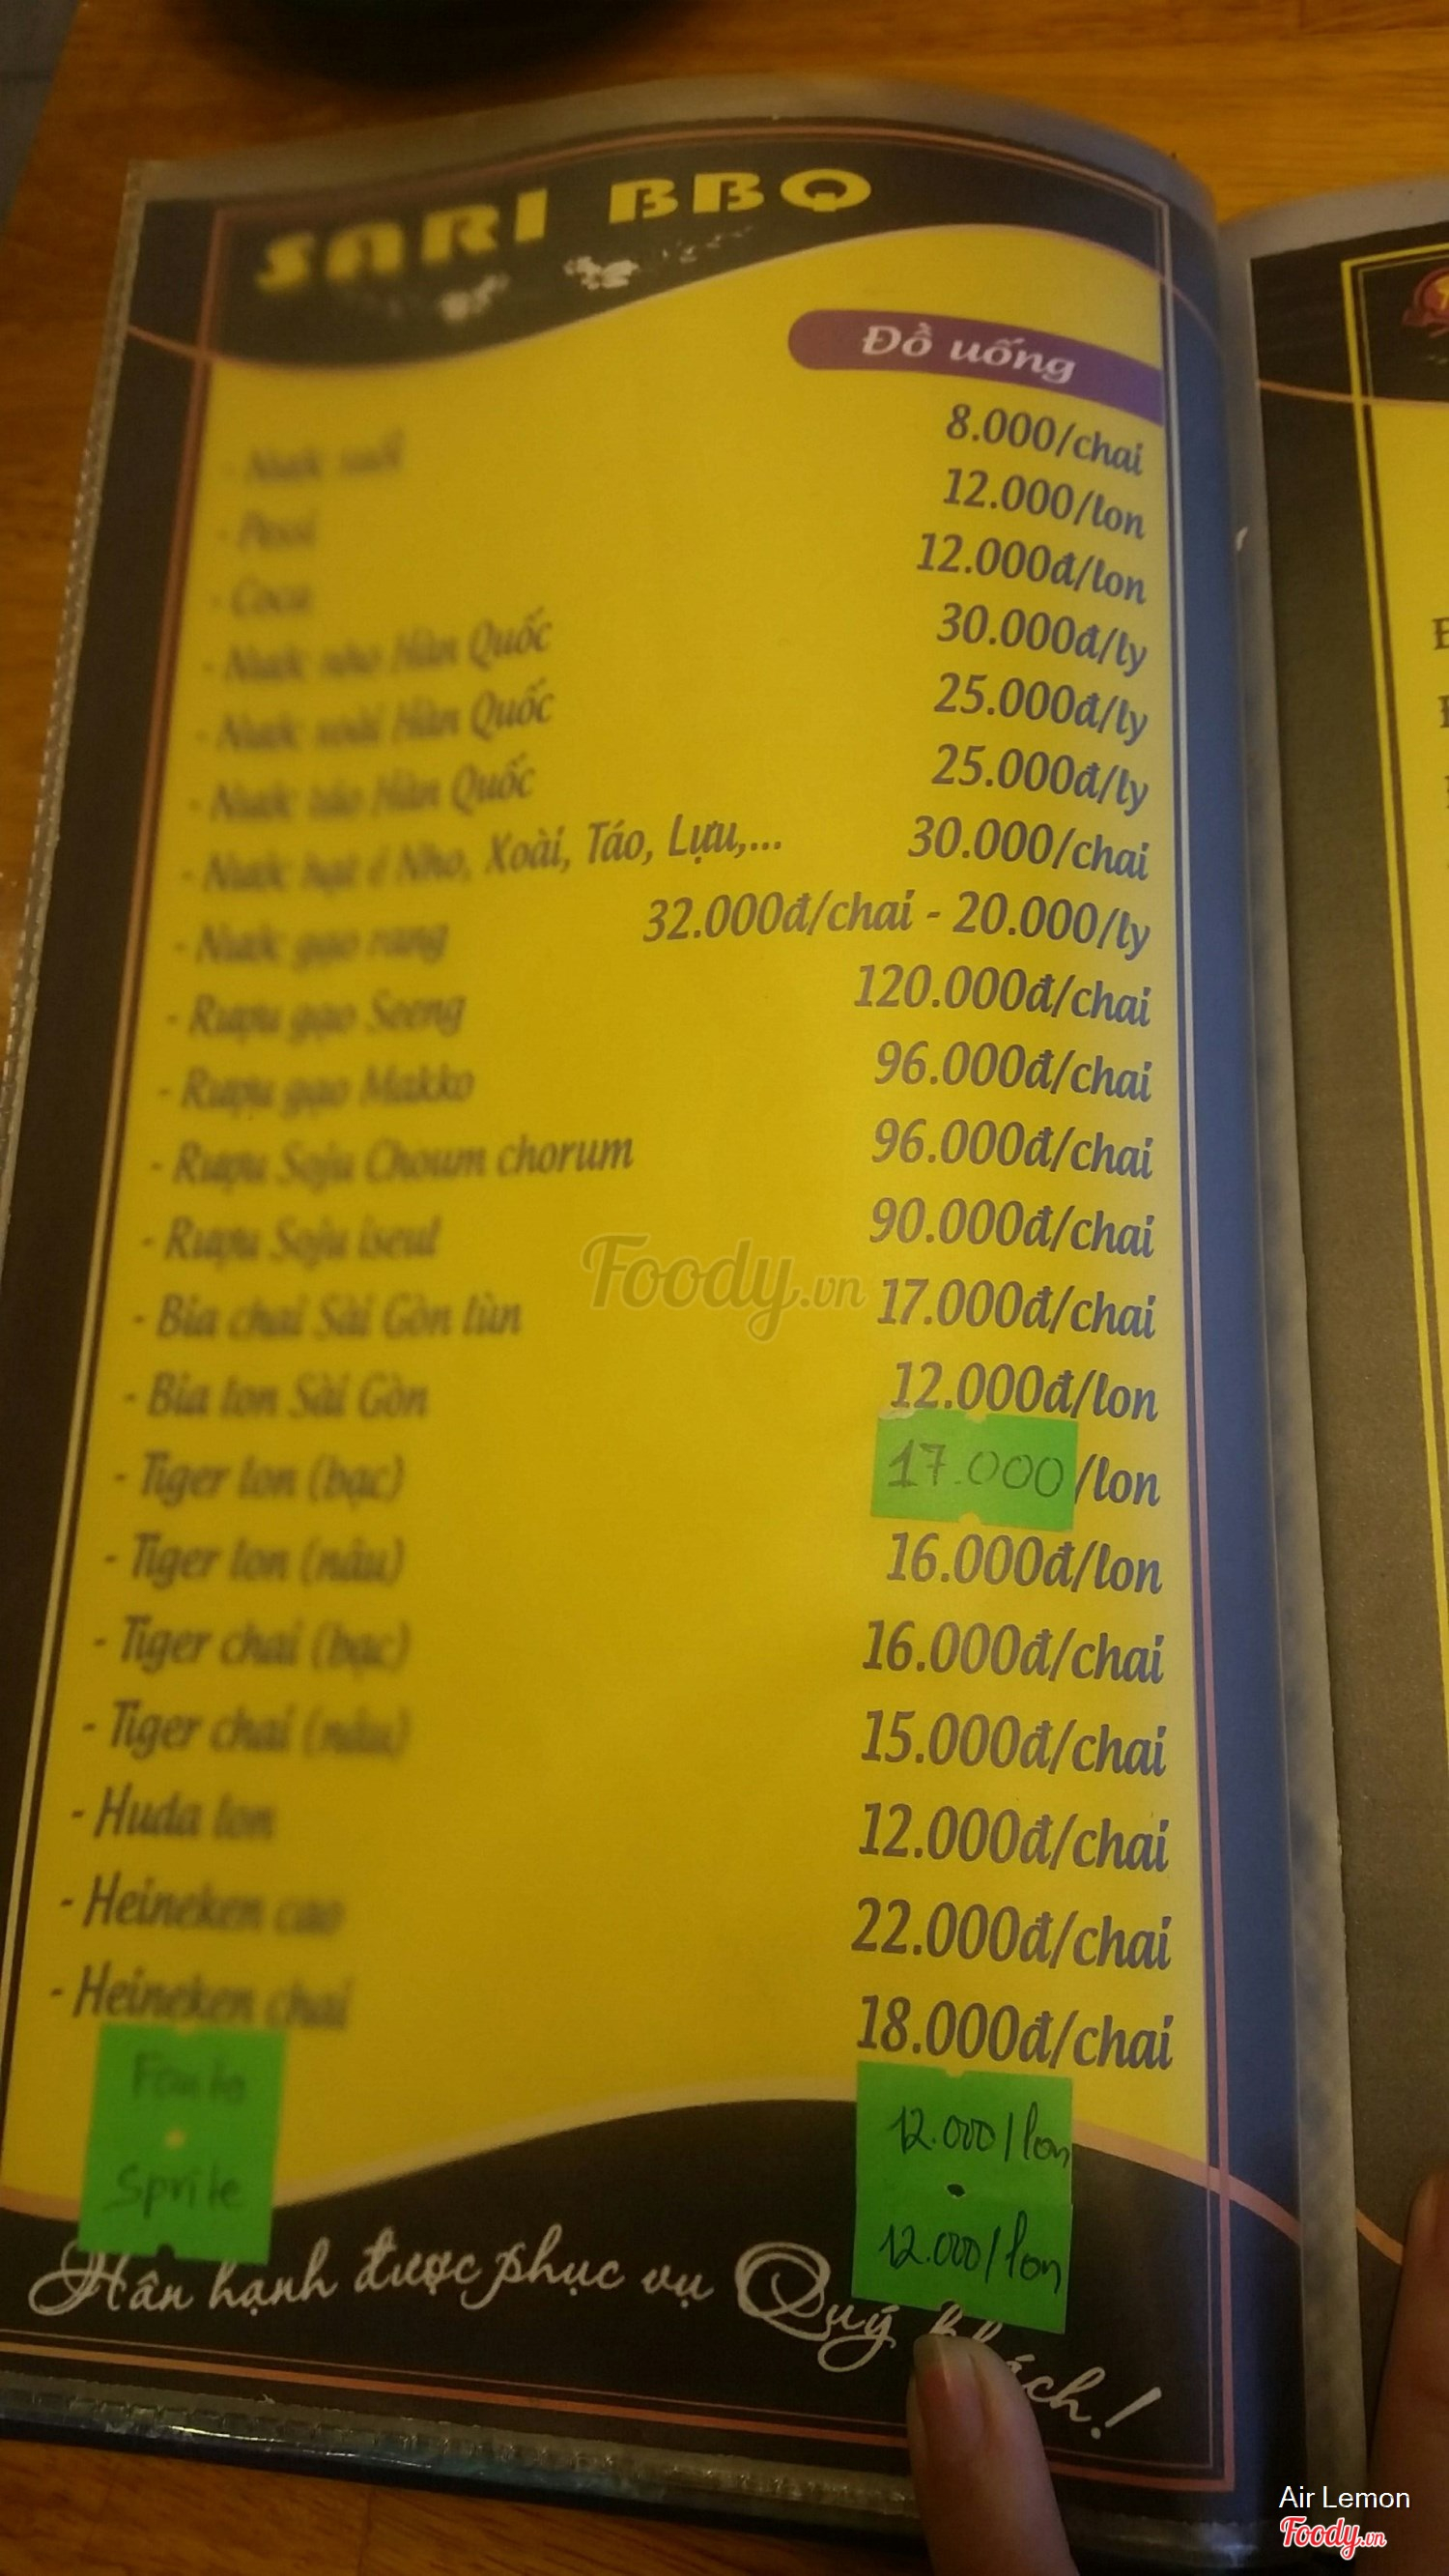 SARI BBQ
Đồ uống
- Nước suối 8.000/chai
- Pessi 12.000/lon
- Coca 12.000đ/lon
- Nước nho Hàn Quốc 30.000đ/ly
- Nước xoài Hàn Quốc 25.000đ/ly
- Nước táo Hàn Quốc 25.000đ/ly
- Nước hạt é Nho, Xoài, Táo, Lựu,... 30.000/chai
- Nước gạo rang 32.000đ/chai - 20.000/ly
- Rượu gạo Seeng 120.000đ/chai
- Rượu gạo Makko 96.000đ/chai
- Rượu Soju Choum chorum 96.000đ/chai
- Rượu Soju iseul 90.000đ/chai
- Bia chai Sài Gòn lùn 17.000đ/chai
- Bia lon Sài Gòn 12.000đ/lon
- Tiger lon (bạc) 17.000/lon
- Tiger lon (nâu) 16.000đ/lon
- Tiger chai (bạc) 16.000đ/chai
- Tiger chai (nâu) 15.000đ/chai
- Huda lon 12.000đ/chai
- Heineken cao 22.000đ/chai
- Heineken chai 18.000đ/chai
Fanta 12.000/lon
Sprite 12.000/lon
Hân hạnh được phục vụ Quý khách!
Foody.vn
Air Lemon
Foody.vn